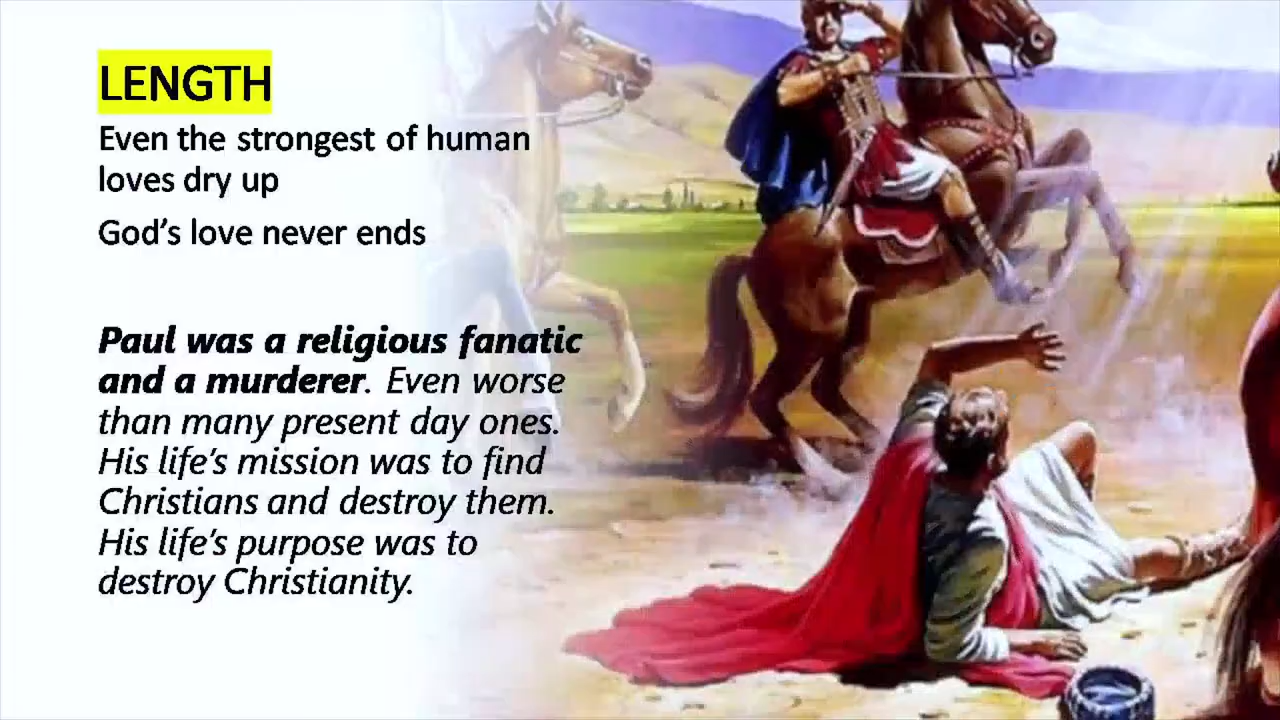 LENGTH
Even the strongest of human
loves dry up
God’s love never ends
Paul was a religious fanatic
and a murderer. Even worse
than many present day ones.
His life’s mission was to find
Christians and destroy them.
His life’s purpose was to
destroy Christianity.